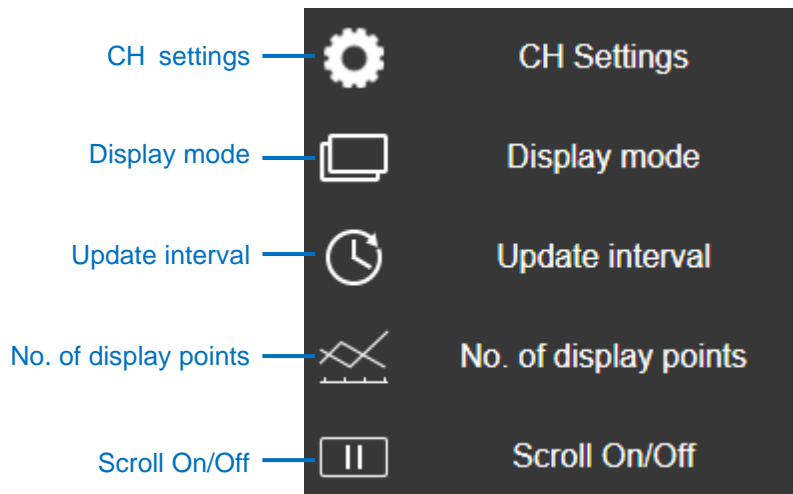 CH settings
CH Settings
Display mode
Display mode
Update interval
Update interval
No. of display points
No. of display points
Scroll On/Off
Scroll On/Off